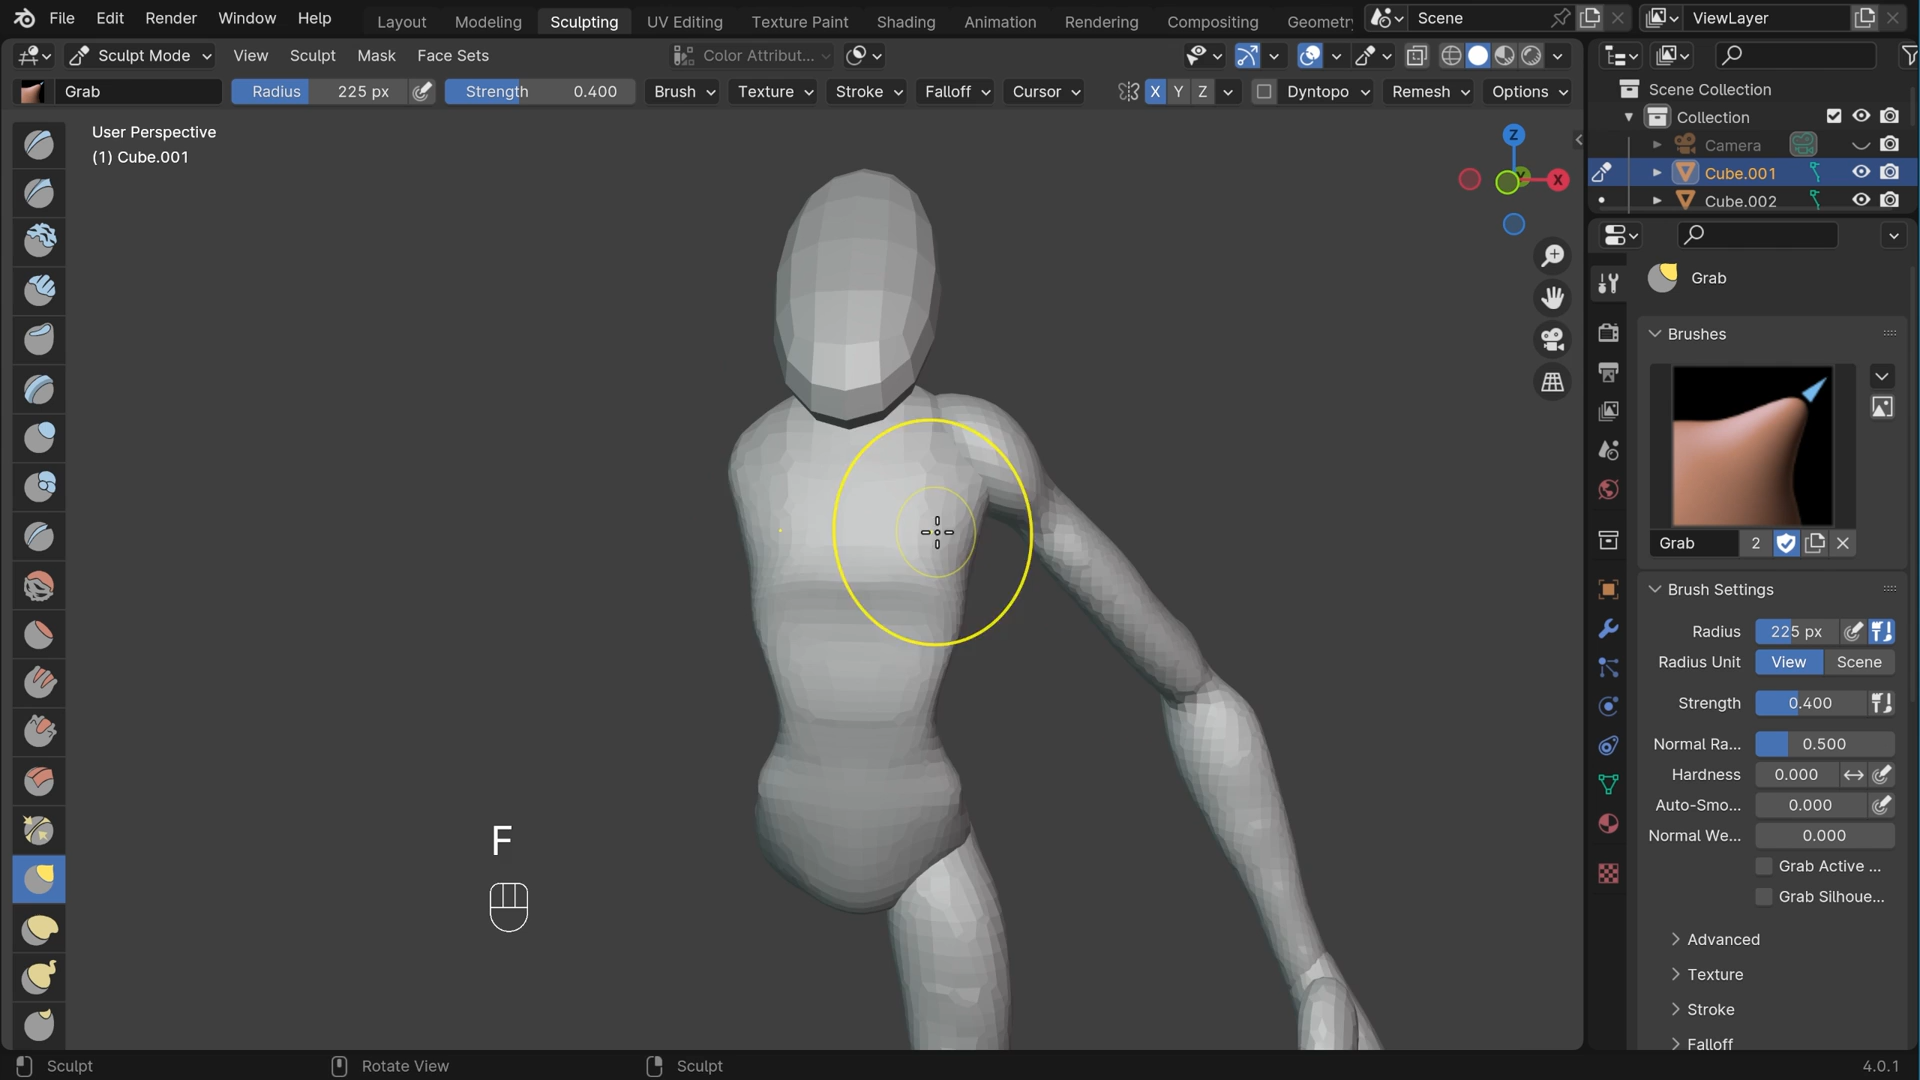 File Edit Render Window Help
Layout Modeling Sculpting UV Editing Texture Paint Shading Animation Rendering Compositing Geometry
Scene
ViewLayer
Sculpt Mode View Sculpt Mask Face Sets
Color Attribut...
Grab
Radius 225 px
Strength 0.400
Brush Texture Stroke Falloff Cursor
X Y Z
Dyntopo Remesh Options
User Perspective
(1) Cube.001
Z
X
Y
Scene Collection
Collection
Camera
Cube.001
Cube.002
Grab
Brushes
Grab 2
Brush Settings
Radius 225 px
Radius Unit View Scene
Strength 0.400
Normal Ra... 0.500
Hardness 0.000
Auto-Smo... 0.000
Normal We... 0.000
Grab Active ...
Grab Silhoue...
Advanced
Texture
Stroke
Falloff
F
Sculpt
Rotate View
Sculpt
4.0.1